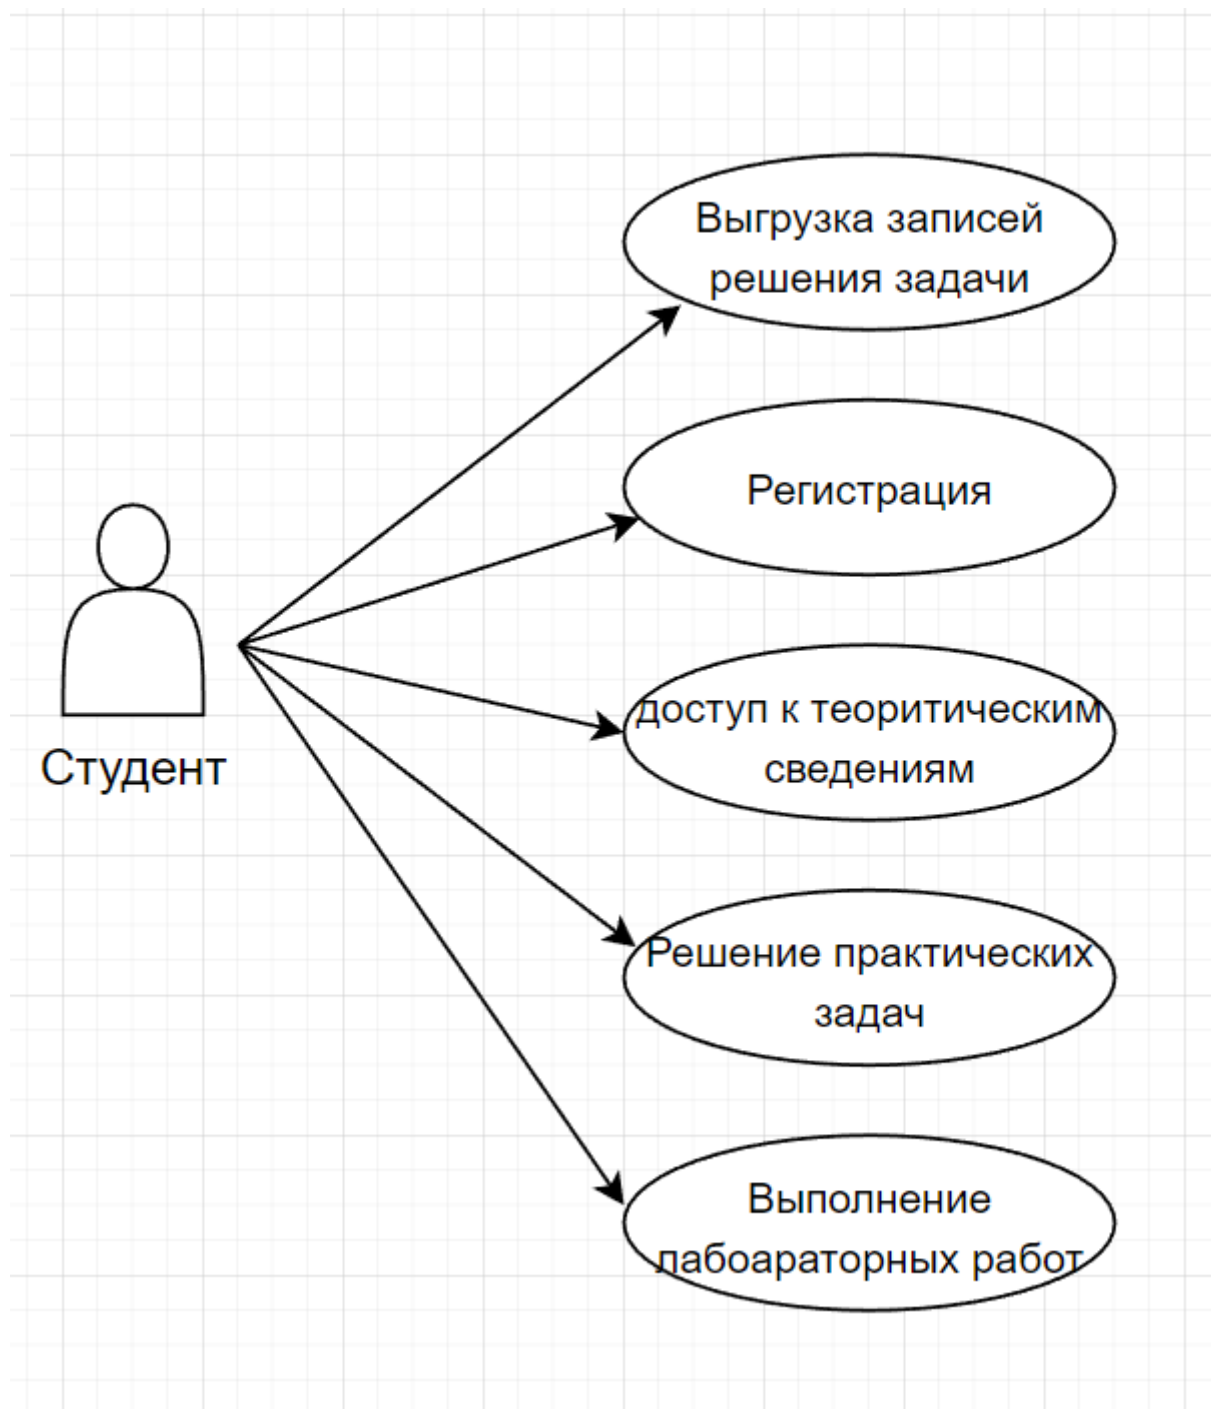 Выгрузка записей
решения задачи
Регистрация
Студент
доступ к теоритическим
сведениям
Решение практических
задач
Выполнение
лабоараторных работ